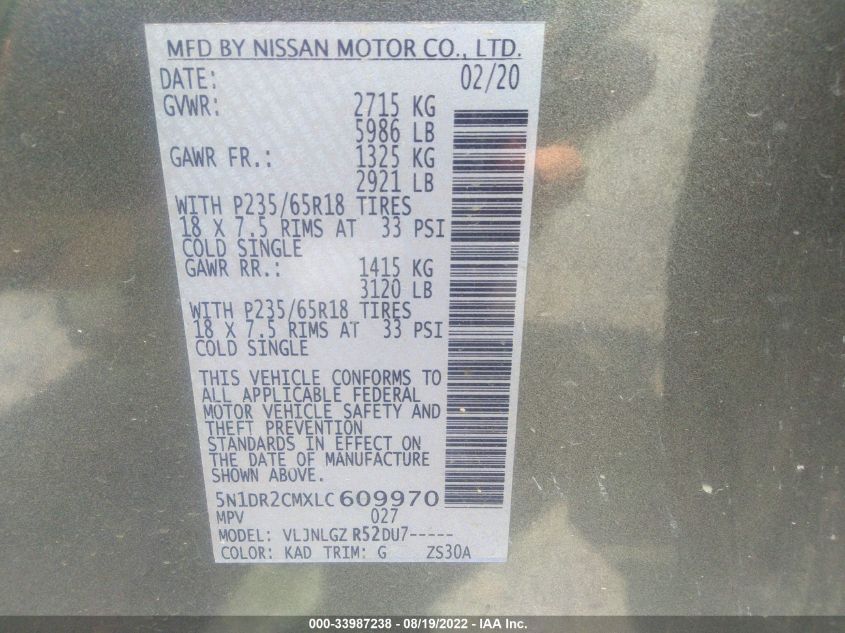 MFD BY NISSAN MOTOR CO., LTD.
DATE: 02/20
GVWR: 2715 KG
5986 LB
GAWR FR.: 1325 KG
2921 LB
WITH P235/65R18 TIRES
18 X 7.5 RIMS AT 33 PSI
COLD SINGLE
GAWR RR.: 1415 KG
3120 LB
WITH P235/65R18 TIRES
18 X 7.5 RIMS AT 33 PSI
COLD SINGLE
THIS VEHICLE CONFORMS TO
ALL APPLICABLE FEDERAL
MOTOR VEHICLE SAFETY AND
THEFT PREVENTION
STANDARDS IN EFFECT ON
THE DATE OF MANUFACTURE
SHOWN ABOVE.
5N1DR2CMXLC609970
MPV 027
MODEL: VLJNLGZ R52DU7-----
COLOR: KAD TRIM: G ZS30A
000-33987238 - 08/19/2022 - IAA Inc.